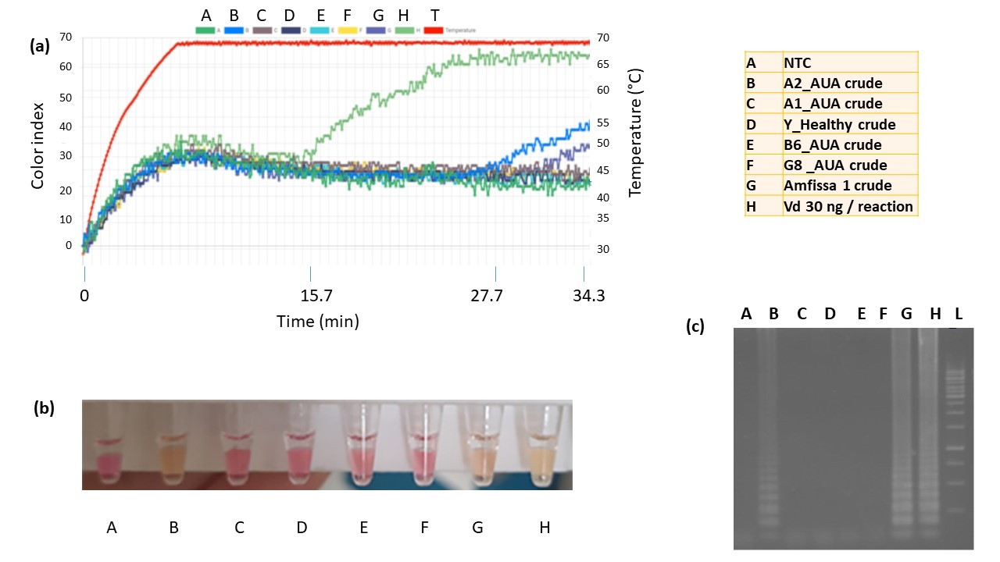 A B C D E F G H T
A B C D E F G H Temperature
(a)
70
60
50
40
30
20
10
0
Color index
70
65
60
55
50
45
40
35
30
Temperature (°C)
0 15.7 27.7 34.3
Time (min)
A NTC
B A2_AUA crude
C A1_AUA crude
D Y_Healthy crude
E B6_AUA crude
F G8 _AUA crude
G Amfissa 1 crude
H Vd 30 ng / reaction
(b)
A B C D E F G H
(c)
A B C D E F G H L